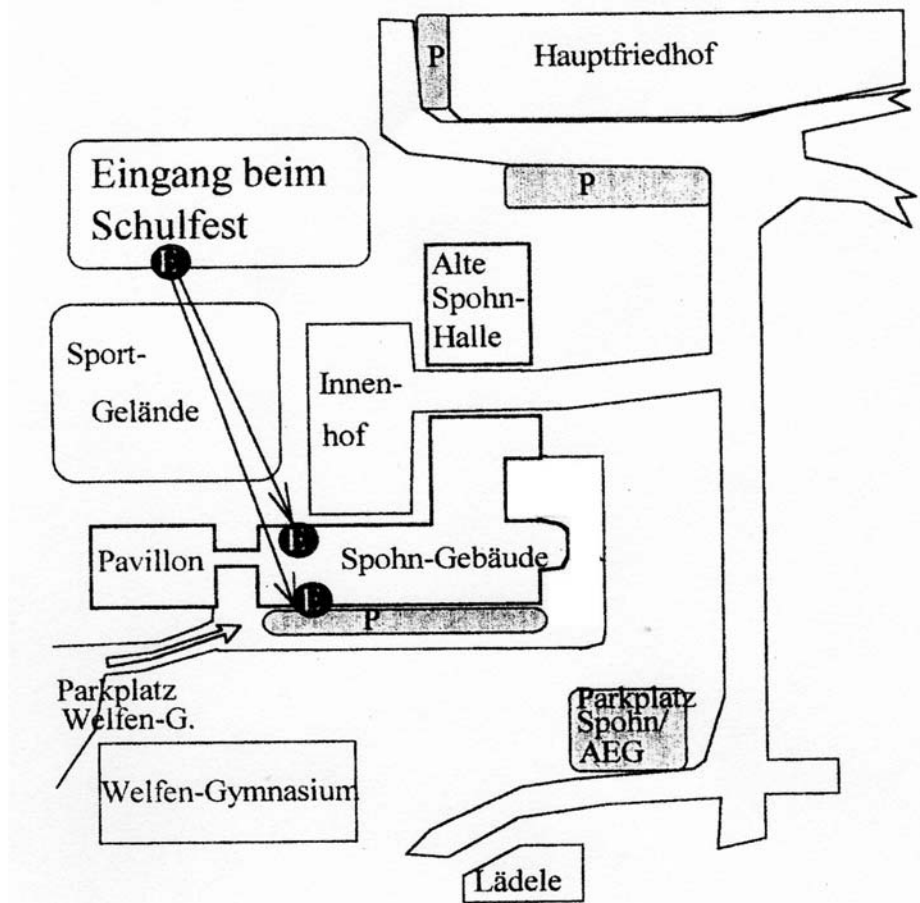 P
Hauptfriedhof
Eingang beim
Schulfest
E
P
Alte
Spohn-
Halle
Sport-
Gelände
Innen-
hof
E
Pavillon
Spohn-Gebäude
E
P
Parkplatz
Welfen-G.
Parkplatz
Spohn/
AEG
Welfen-Gymnasium
Lädele